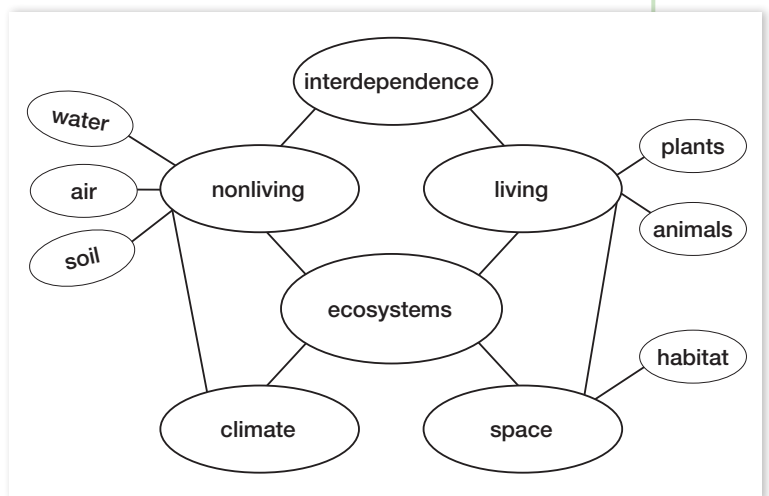 interdependence
water
plants
air
nonliving
living
animals
soil
ecosystems
habitat
climate
space